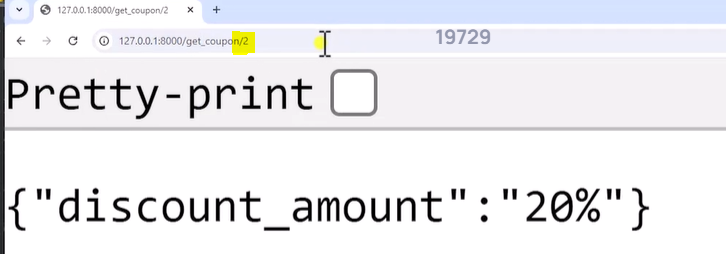 127.0.0.1:8000/get_coupon/2
127.0.0.1:8000/get_coupon/2
19729
Pretty-print
{"discount_amount":"20%"}